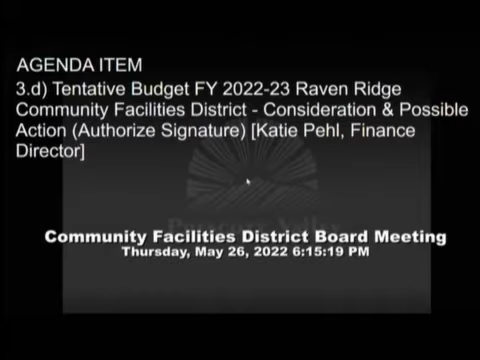 AGENDA ITEM
3.d) Tentative Budget FY 2022-23 Raven Ridge
Community Facilities District - Consideration & Possible
Action (Authorize Signature) [Katie Pehl, Finance
Director]
Community Facilities District Board Meeting
Thursday, May 26, 2022 6:15:19 PM